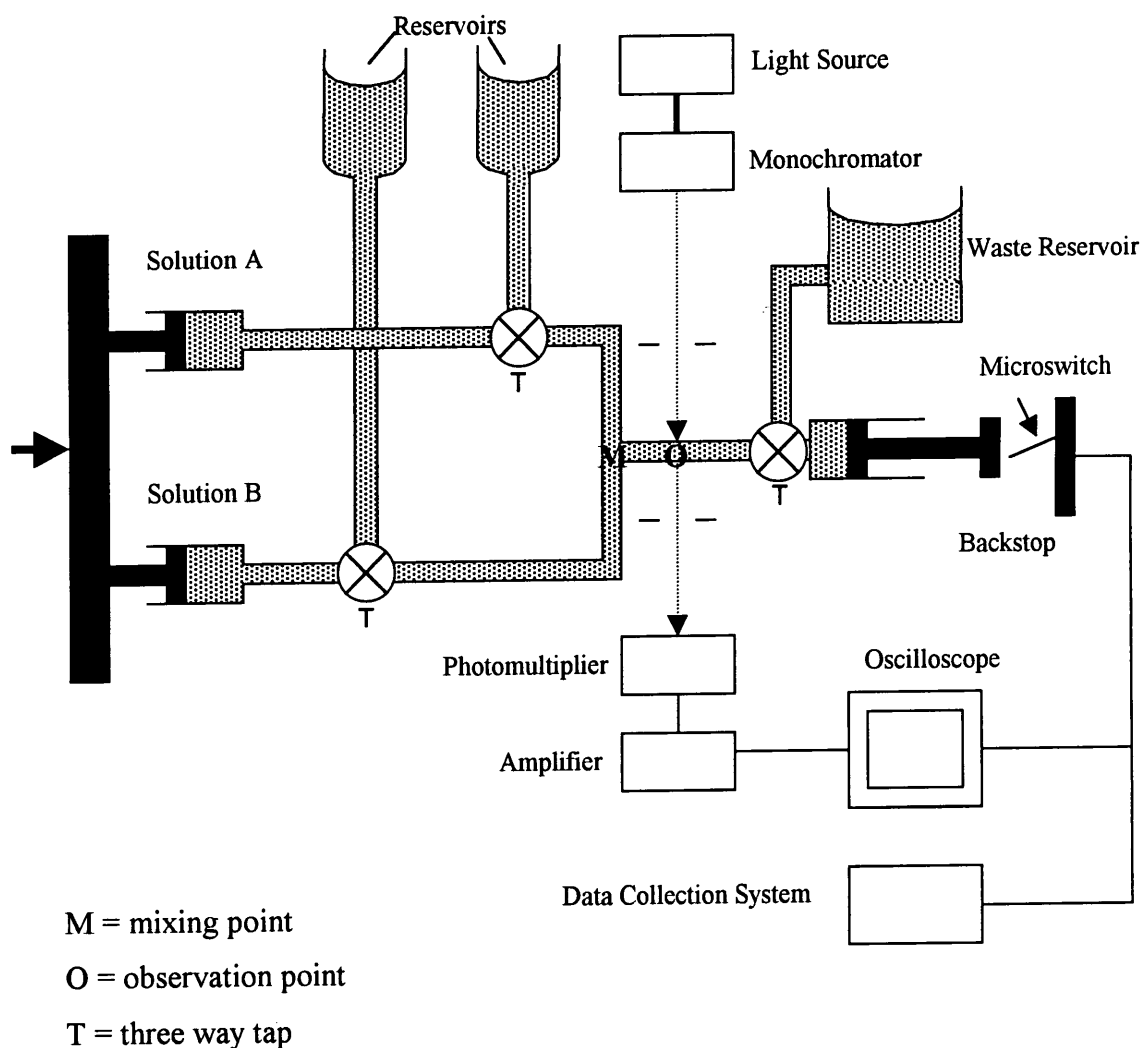 Reservoirs
Light Source
Monochromator
Solution A
Waste Reservoir
Microswitch
T
M
O
T
Solution B
Backstop
T
Photomultiplier
Oscilloscope
Amplifier
Data Collection System
M = mixing point
O = observation point
T = three way tap